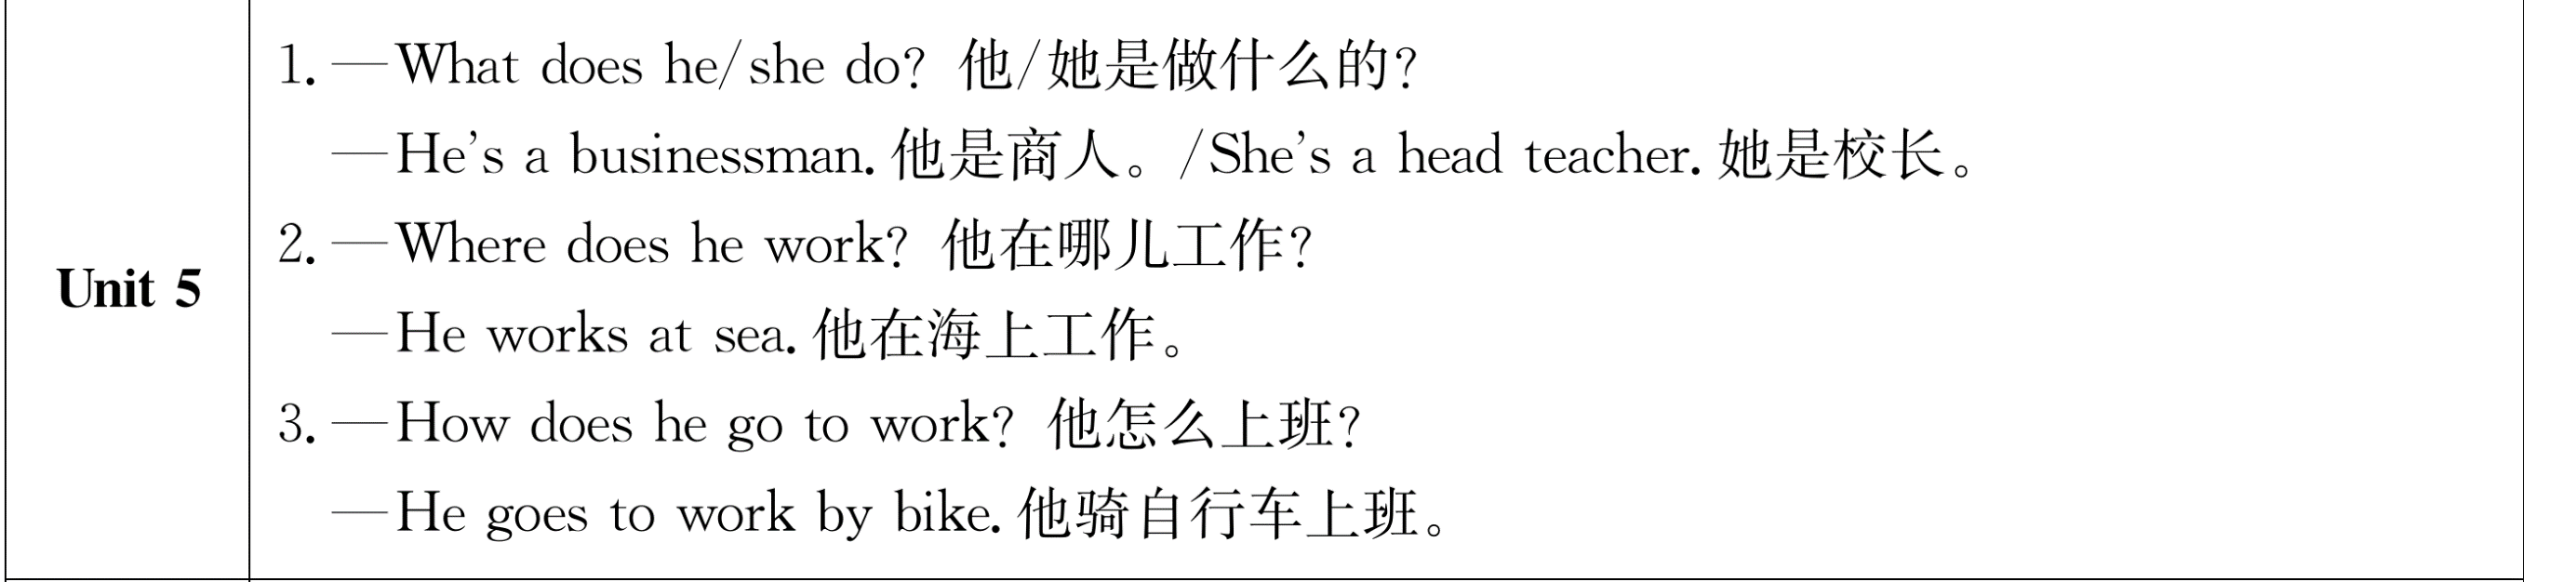 Unit 5
1. —What does he/she do? 他/她是做什么的?
—He's a businessman. 他是商人。/She's a head teacher. 她是校长。
2. —Where does he work? 他在哪儿工作?
—He works at sea. 他在海上工作。
3. —How does he go to work? 他怎么上班?
—He goes to work by bike. 他骑自行车上班。